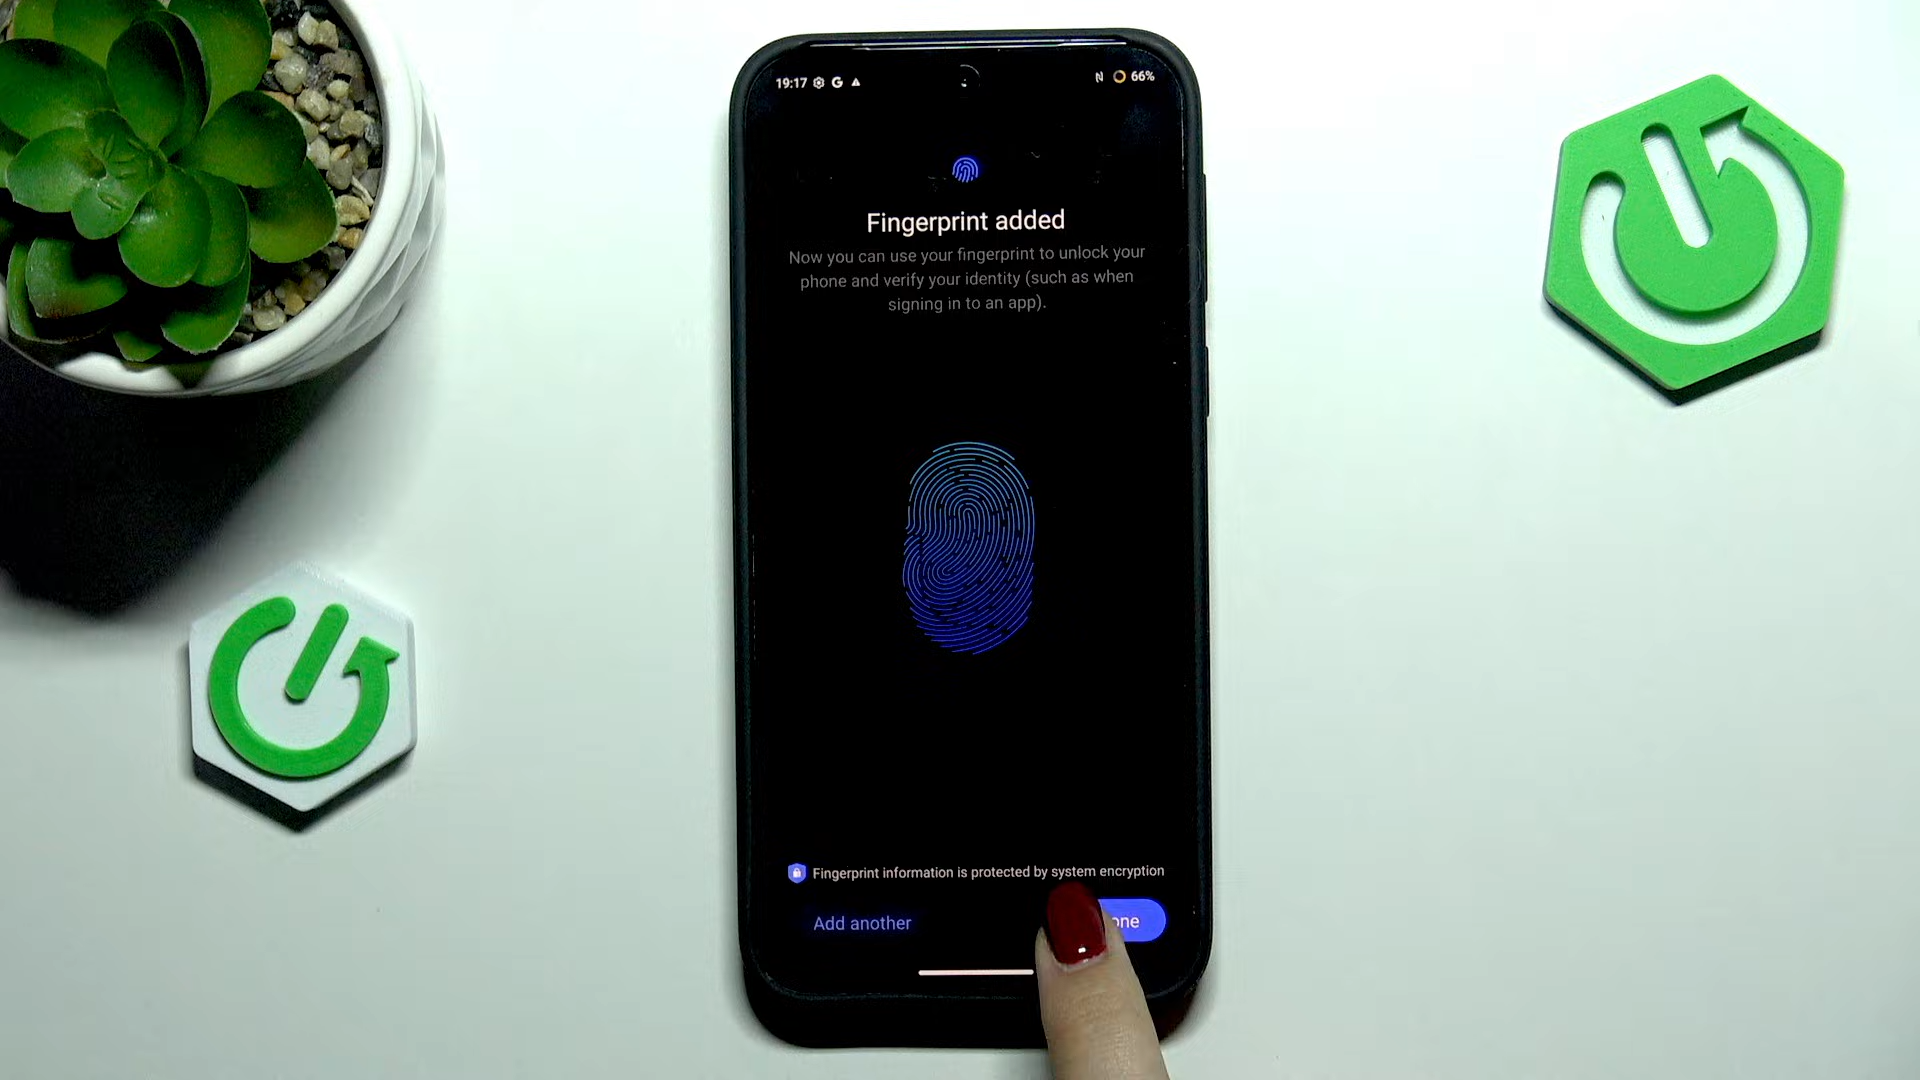 19:17
66%
Fingerprint added
Now you can use your fingerprint to unlock your
phone and verify your identity (such as when
signing in to an app).
Fingerprint information is protected by system encryption
Add another
one